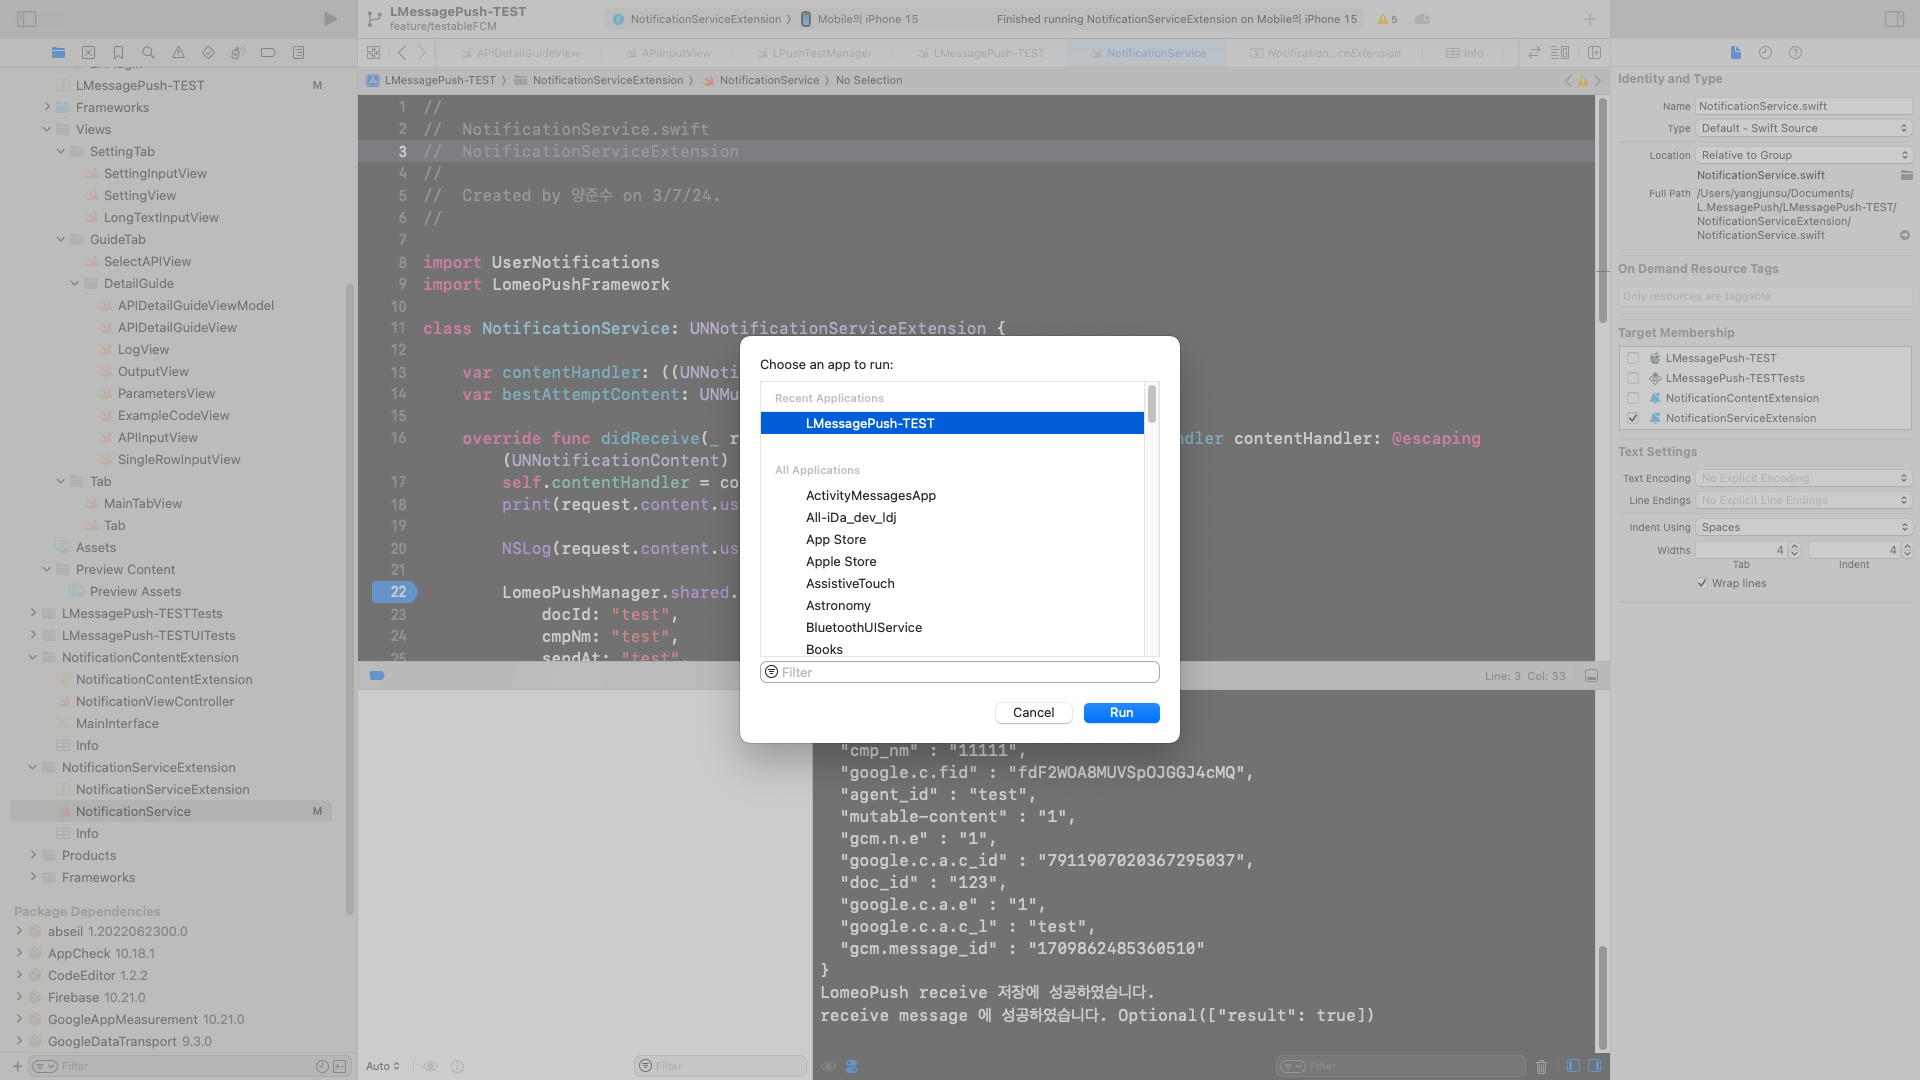 LMessagePush-TEST
feature/testableFCM
NotificationServiceExtension 〉 Mobile의 iPhone 15
Finished running NotificationServiceExtension on Mobile의 iPhone 15
5
APIDetailGuideView
APIInputView
LPushTestManager
LMessagePush-TEST
NotificationService
Notification...ceExtension
Info
LMessagePush-TEST 〉 NotificationServiceExtension 〉 NotificationService 〉 No Selection
LMessagePush-TEST M
Frameworks
Views
SettingTab
SettingInputView
SettingView
LongTextInputView
GuideTab
SelectAPIView
DetailGuide
APIDetailGuideViewModel
APIDetailGuideView
LogView
OutputView
ParametersView
ExampleCodeView
APIInputView
SingleRowInputView
Tab
MainTabView
Tab
Assets
Preview Content
Preview Assets
LMessagePush-TESTTests
LMessagePush-TESTUITests
NotificationContentExtension
NotificationContentExtension
NotificationViewController
MainInterface
Info
NotificationServiceExtension
NotificationServiceExtension
NotificationService M
Info
Products
Frameworks
Package Dependencies
abseil 1.2022062300.0
AppCheck 10.18.1
CodeEditor 1.2.2
Firebase 10.21.0
GoogleAppMeasurement 10.21.0
GoogleDataTransport 9.3.0
Filter
1 //
2 //  NotificationService.swift
3 //  NotificationServiceExtension
4 //
5 //  Created by 양준수 on 3/7/24.
6 //
7
8 import UserNotifications
9 import LomeoPushFramework
10
11 class NotificationService: UNNotificationServiceExtension {
12
13 var contentHandler: ((UNNoti
14 var bestAttemptContent: UNMu
15
16 override func didReceive(_ r
ndler contentHandler: @escaping
(UNNotificationContent)
17 self.contentHandler = co
18 print(request.content.us
19
20 NSLog(request.content.us
21
22 LomeoPushManager.shared.
23 docId: "test",
24 cmpNm: "test",
25 sendAt: "test",
Choose an app to run:
Recent Applications
LMessagePush-TEST
All Applications
ActivityMessagesApp
All-iDa_dev_ldj
App Store
Apple Store
AssistiveTouch
Astronomy
BluetoothUIService
Books
Filter
Cancel
Run
Line: 3 Col: 33
"cmp_nm" : "11111",
"google.c.fid" : "fdF2WOA8MUVSpOJGGJ4cMQ",
"agent_id" : "test",
"mutable-content" : "1",
"gcm.n.e" : "1",
"google.c.a.c_id" : "7911907020367295037",
"doc_id" : "123",
"google.c.a.e" : "1",
"google.c.a.c_l" : "test",
"gcm.message_id" : "1709862485360510"
}
LomeoPush receive 저장에 성공하였습니다.
receive message 에 성공하였습니다. Optional(["result": true])
Auto
Filter
Filter
Identity and Type
Name NotificationService.swift
Type Default - Swift Source
Location Relative to Group
NotificationService.swift
Full Path /Users/yangjunsu/Documents/
L.MessagePush/LMessagePush-TEST/
NotificationServiceExtension/
NotificationService.swift
On Demand Resource Tags
Only resources are taggable
Target Membership
LMessagePush-TEST
LMessagePush-TESTTests
NotificationContentExtension
NotificationServiceExtension
Text Settings
Text Encoding No Explicit Encoding
Line Endings No Explicit Line Endings
Indent Using Spaces
Widths 4 4
Tab Indent
Wrap lines